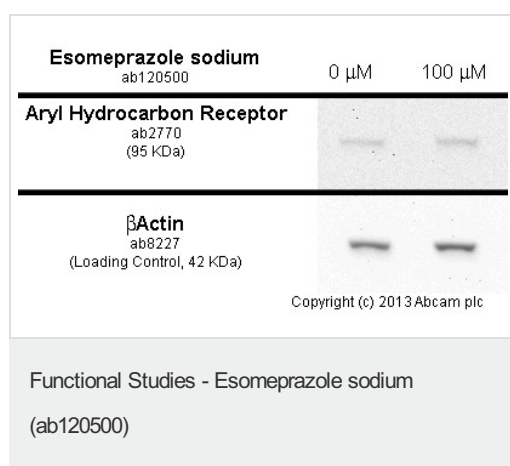 Esomeprazole sodium
ab120500
0 µM 100 µM
Aryl Hydrocarbon Receptor
ab2770
(95 KDa)
βActin
ab8227
(Loading Control, 42 KDa)
Copyright (c) 2013 Abcam plc
Functional Studies - Esomeprazole sodium
(ab120500)